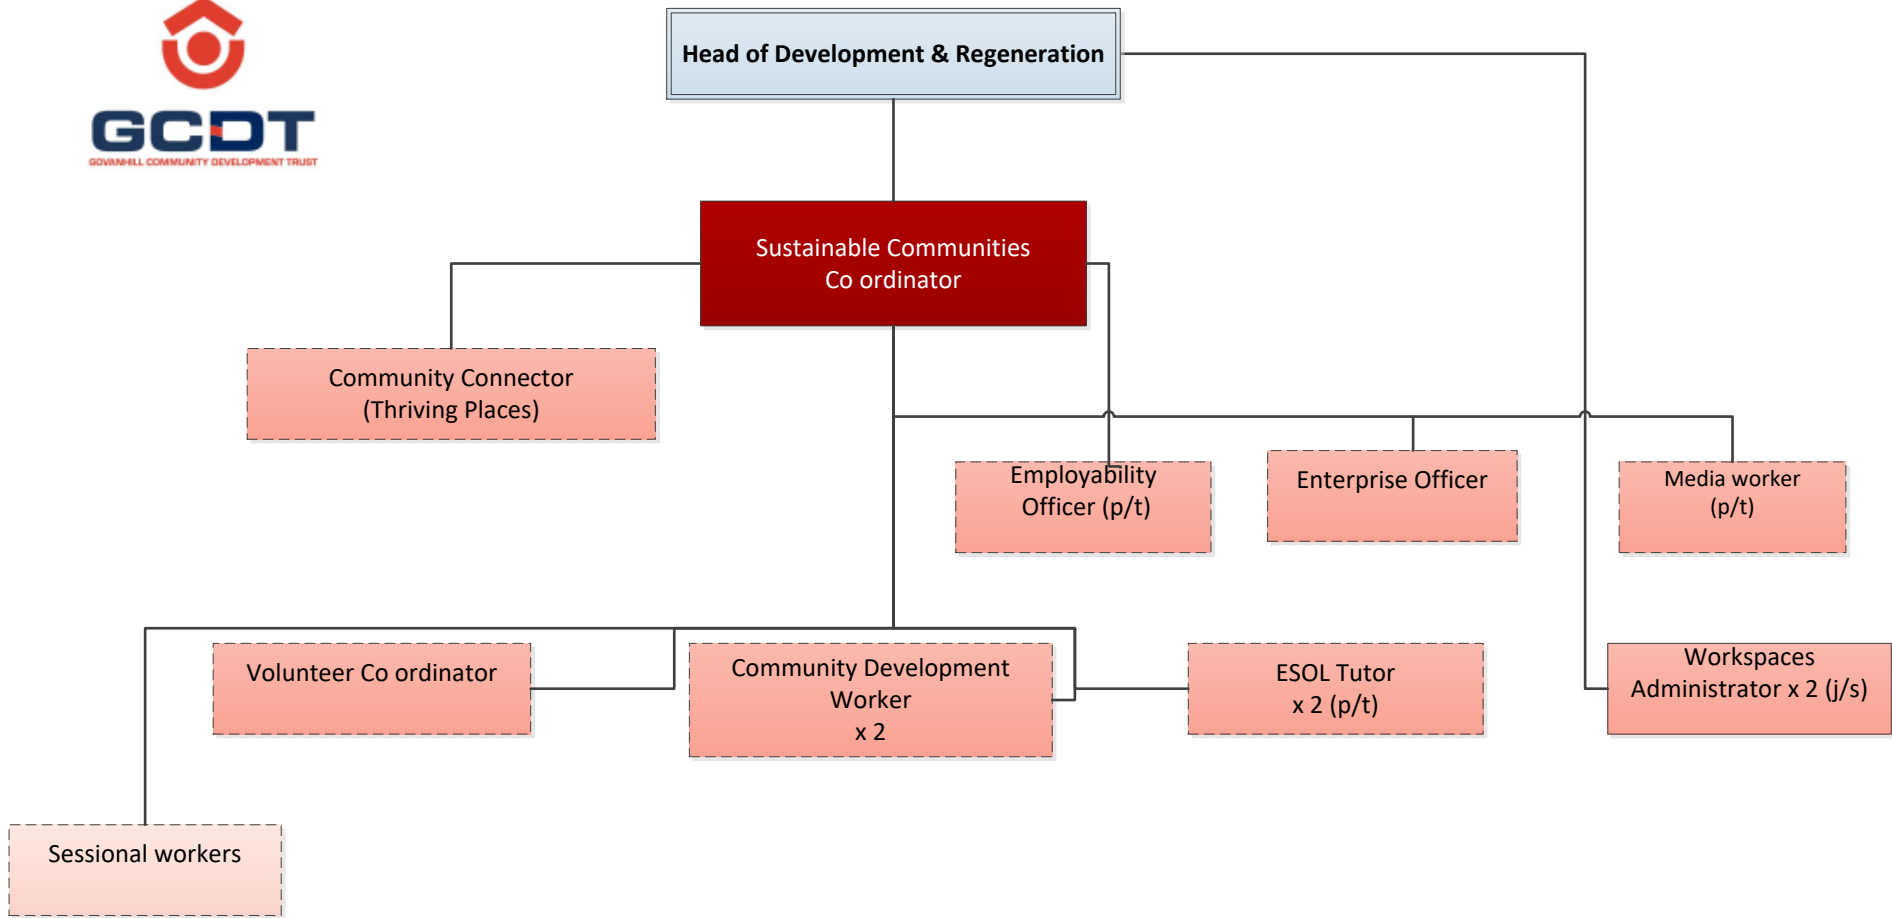 GCDT
GOVANHILL COMMUNITY DEVELOPMENT TRUST
Head of Development & Regeneration
Sustainable Communities
Co ordinator
Community Connector
(Thriving Places)
Employability
Officer (p/t)
Enterprise Officer
Media worker
(p/t)
Volunteer Co ordinator
Community Development
Worker
x 2
ESOL Tutor
x 2 (p/t)
Workspaces
Administrator x 2 (j/s)
Sessional workers